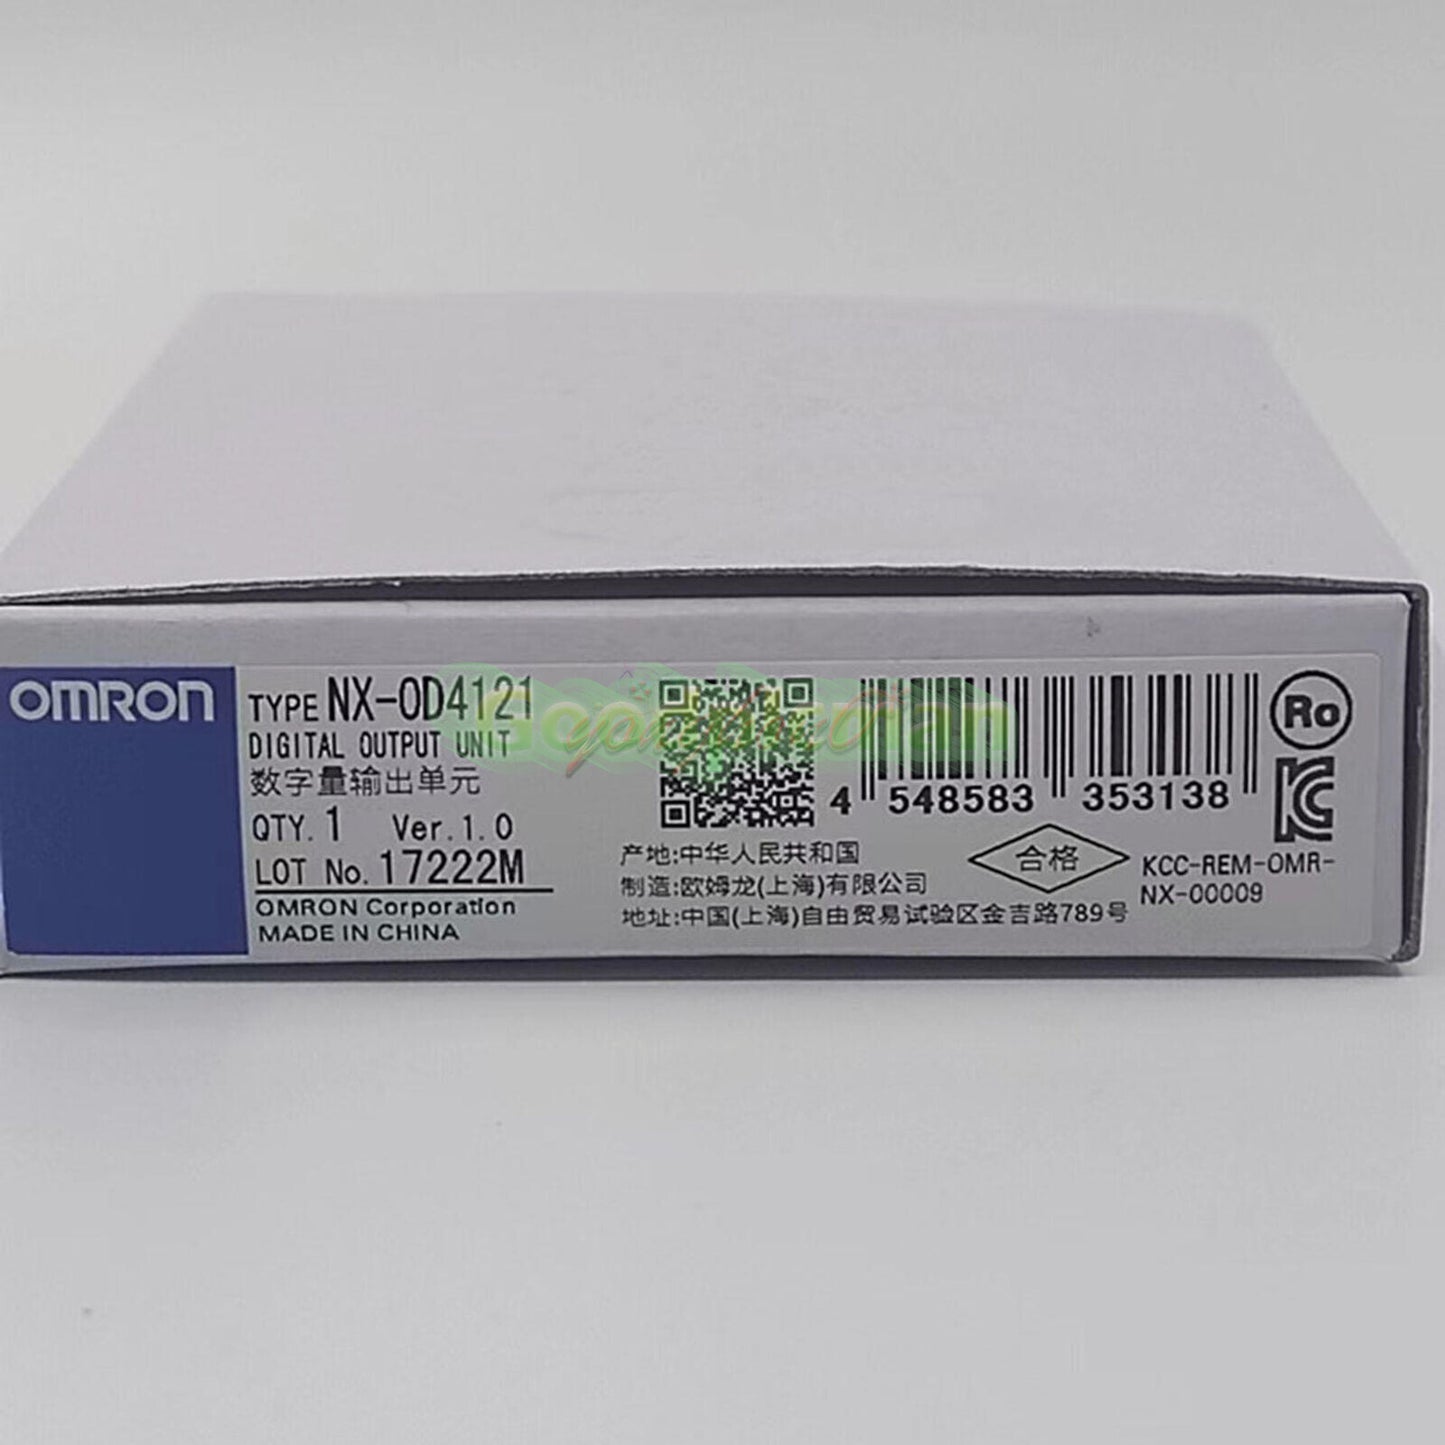 OMRON
TYPE NX-OD4121
DIGITAL OUTPUT UNIT
数字量输出单元
QTY. 1 Ver.1.0
LOT No. 17222M
OMRON Corporation
MADE IN CHINA
4 548583 353138
产地:中华人民共和国
制造:欧姆龙(上海)有限公司
地址:中国(上海)自由贸易试验区金吉路789号
合格
KCC-REM-OMR-
NX-00009
Ro